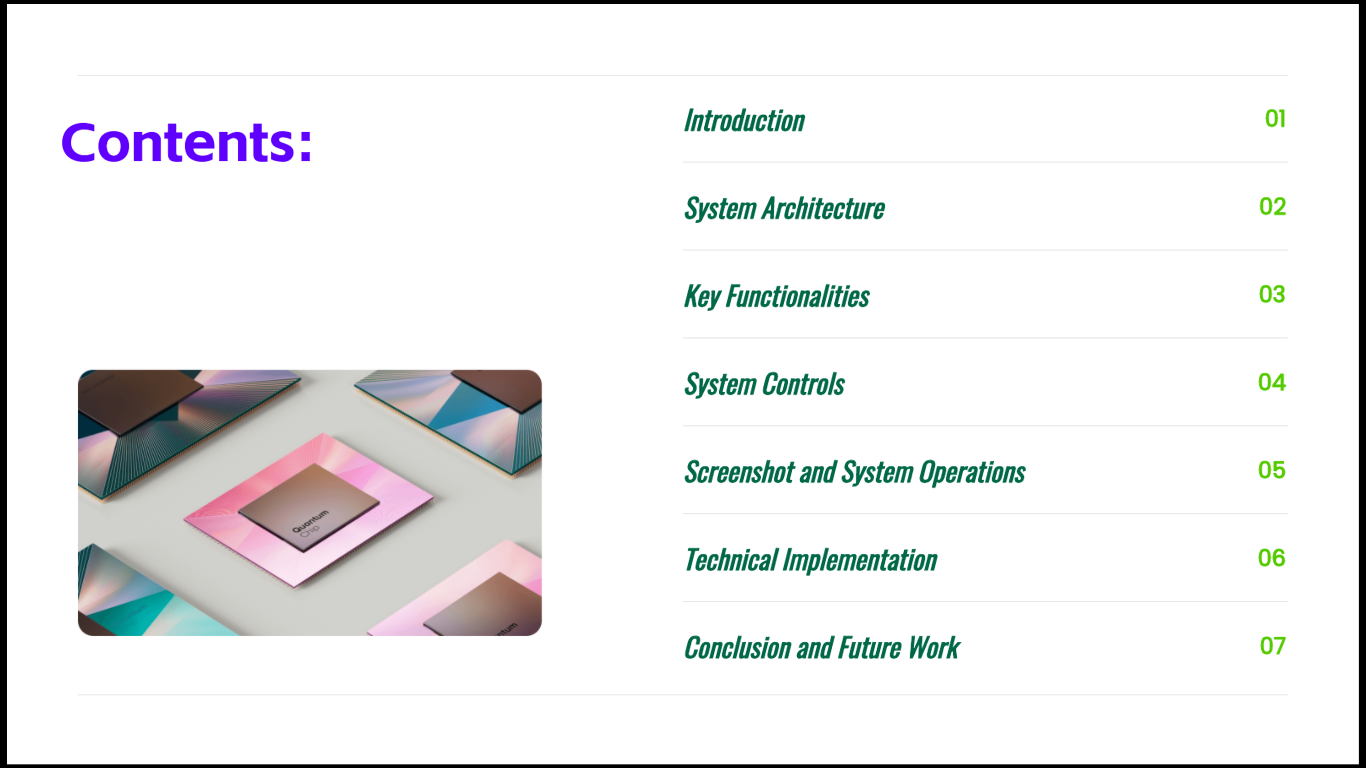 Contents:
Introduction 01
System Architecture 02
Key Functionalities 03
System Controls 04
Screenshot and System Operations 05
Technical Implementation 06
Conclusion and Future Work 07
Quantum
Chip
Quantum